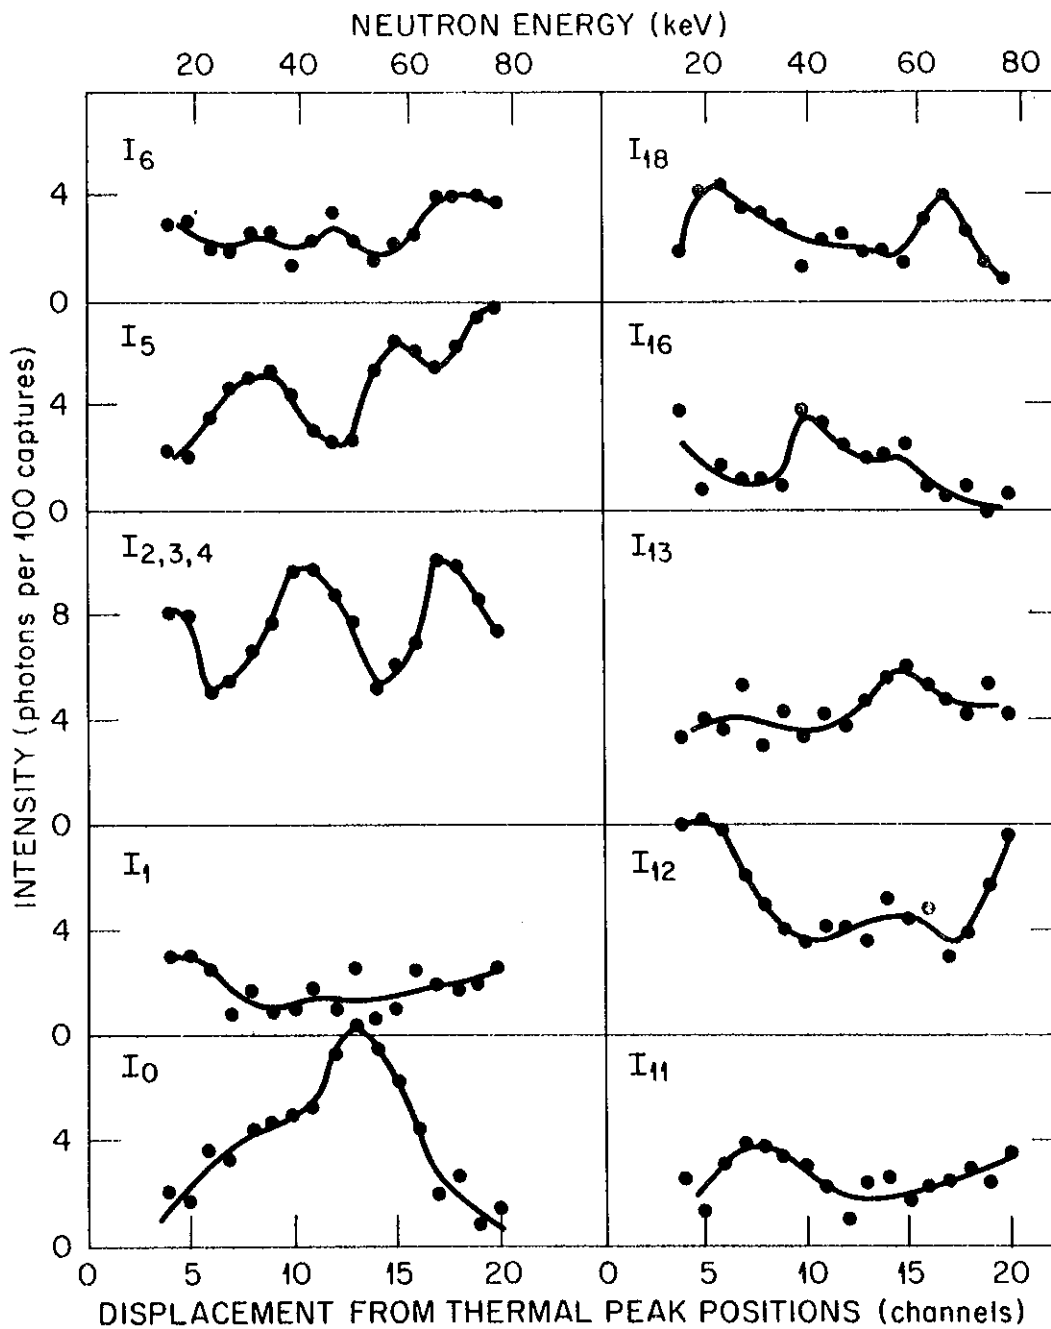 NEUTRON ENERGY (keV)
20 40 60 80 20 40 60 80
I6 I18
4
0
I5 I16
4
0
I2,3,4 I13
8
4
0
I1 I12
4
0
I0 I11
4
0
INTENSITY (photons per 100 captures)
0 5 10 15 20 5 10 15 20
DISPLACEMENT FROM THERMAL PEAK POSITIONS (channels)